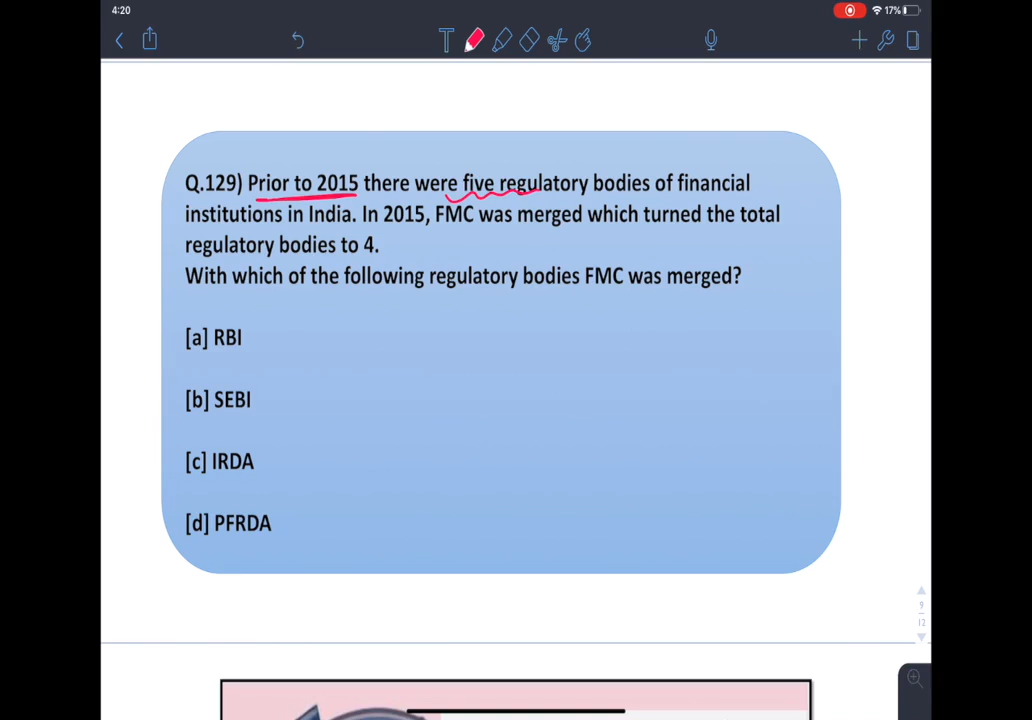 4:20
17%
T
Q.129) Prior to 2015 there were five regulatory bodies of financial
institutions in India. In 2015, FMC was merged which turned the total
regulatory bodies to 4.
With which of the following regulatory bodies FMC was merged?
[a] RBI
[b] SEBI
[c] IRDA
[d] PFRDA
9
12